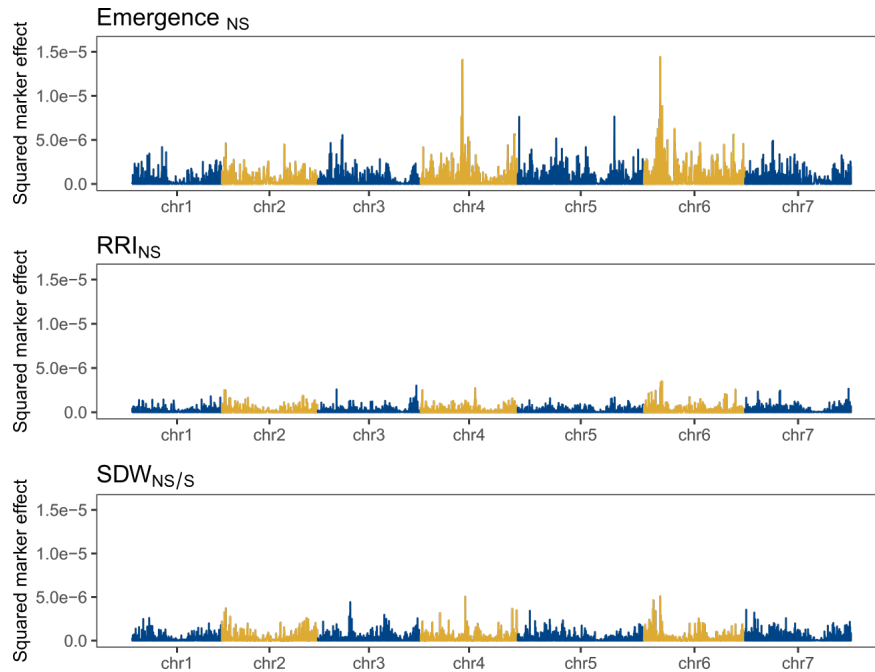 Emergence NS
Squared marker effect
1.5e−5
1.0e−5
5.0e−6
0.0
chr1 chr2 chr3 chr4 chr5 chr6 chr7
RRINS
Squared marker effect
1.5e−5
1.0e−5
5.0e−6
0.0
chr1 chr2 chr3 chr4 chr5 chr6 chr7
SDWNS/S
Squared marker effect
1.5e−5
1.0e−5
5.0e−6
0.0
chr1 chr2 chr3 chr4 chr5 chr6 chr7